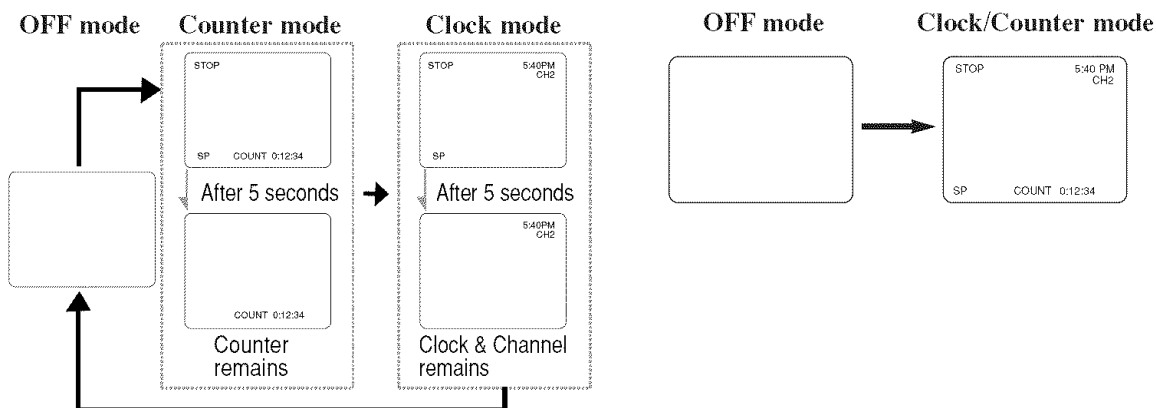 OFF mode
Counter mode
Clock mode
STOP
SP COUNT 0:12:34
After 5 seconds
COUNT 0:12:34
Counter
remains
STOP 5:40PM
CH2
SP
After 5 seconds
5:40PM
CH2
Clock & Channel
remains
OFF mode
Clock/Counter mode
STOP 5:40 PM
CH2
SP COUNT 0:12:34